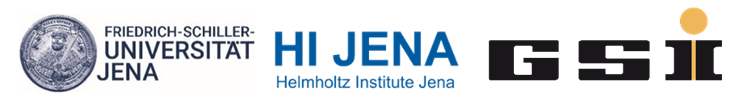 FRIEDRICH-SCHILLER-
UNIVERSITÄT
JENA
HI JENA
Helmholtz Institute Jena
GSI